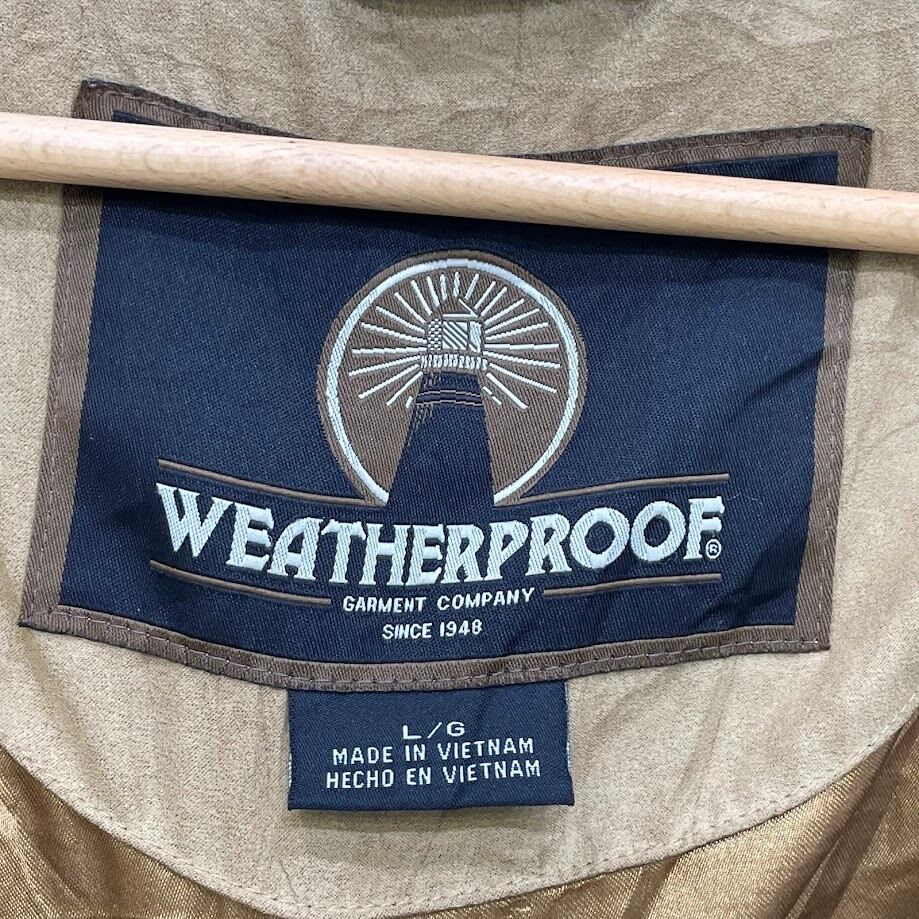 WEATHERPROOF®
GARMENT COMPANY
SINCE 1948
L/G
MADE IN VIETNAM
HECHO EN VIETNAM